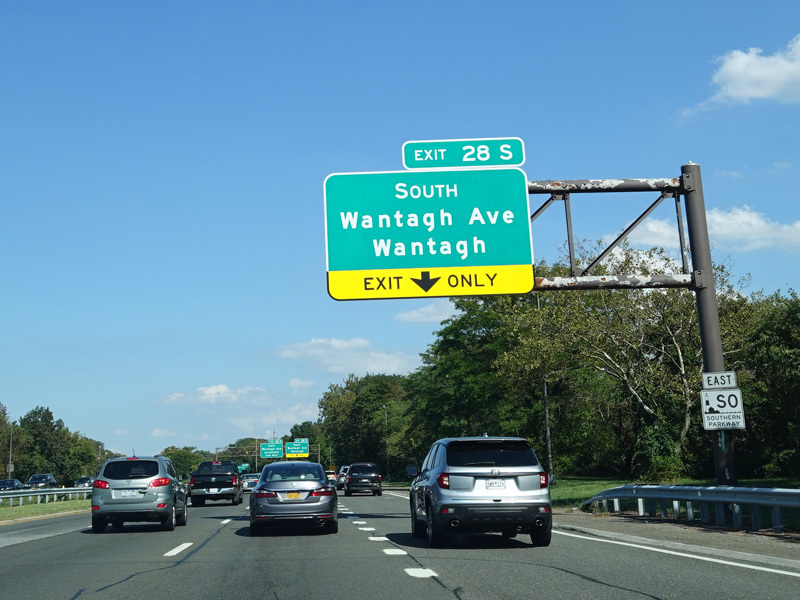 EXIT 28 S
SOUTH
Wantagh Ave
Wantagh
EXIT ONLY
EAST
SO
SOUTHERN
PARKWAY